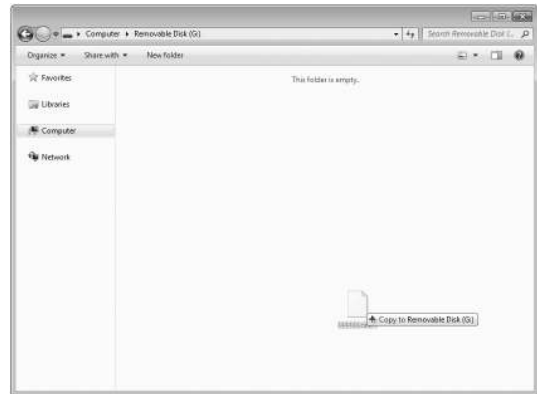 Computer ▸ Removable Disk (G:)
Search Removable Disk (...
Organize ▾ Share with ▾ New folder
Favorites
This folder is empty.
Libraries
Computer
Network
Copy to Removable Disk (G:)